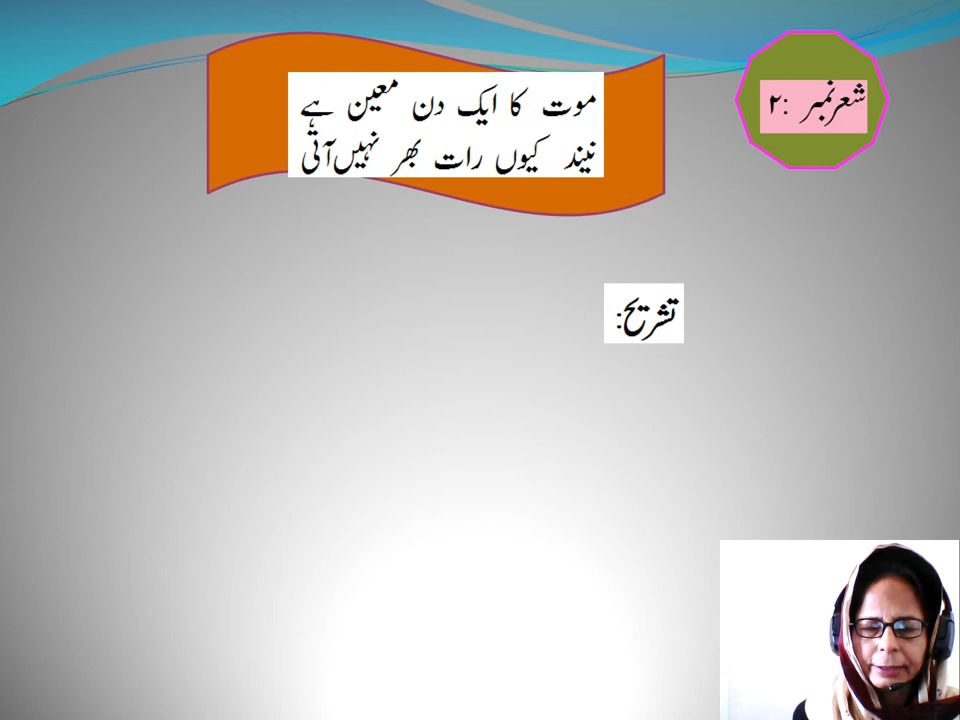 شعر نمبر :۲
موت کا ایک دن معین ہے
نیند کیوں رات بھر نہیں آتی
تشریح: